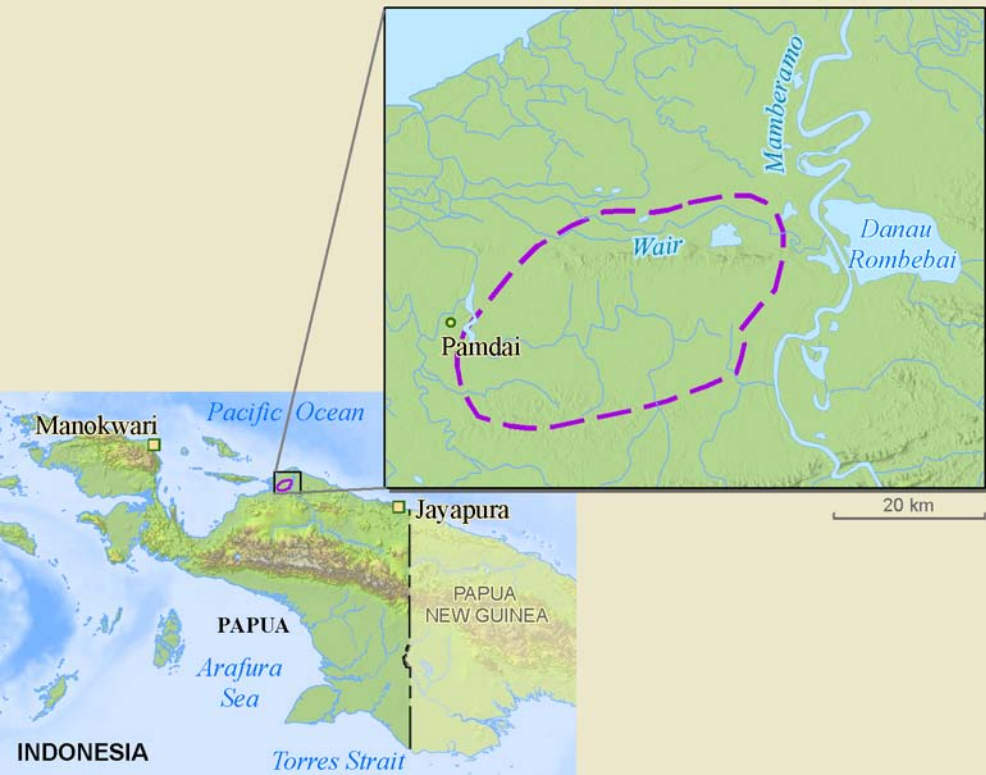 Mamberamo
Wair
Danau
Rombebai
Pamdai
20 km
Manokwari
Pacific Ocean
Jayapura
PAPUA
NEW GUINEA
PAPUA
Arafura
Sea
INDONESIA
Torres Strait